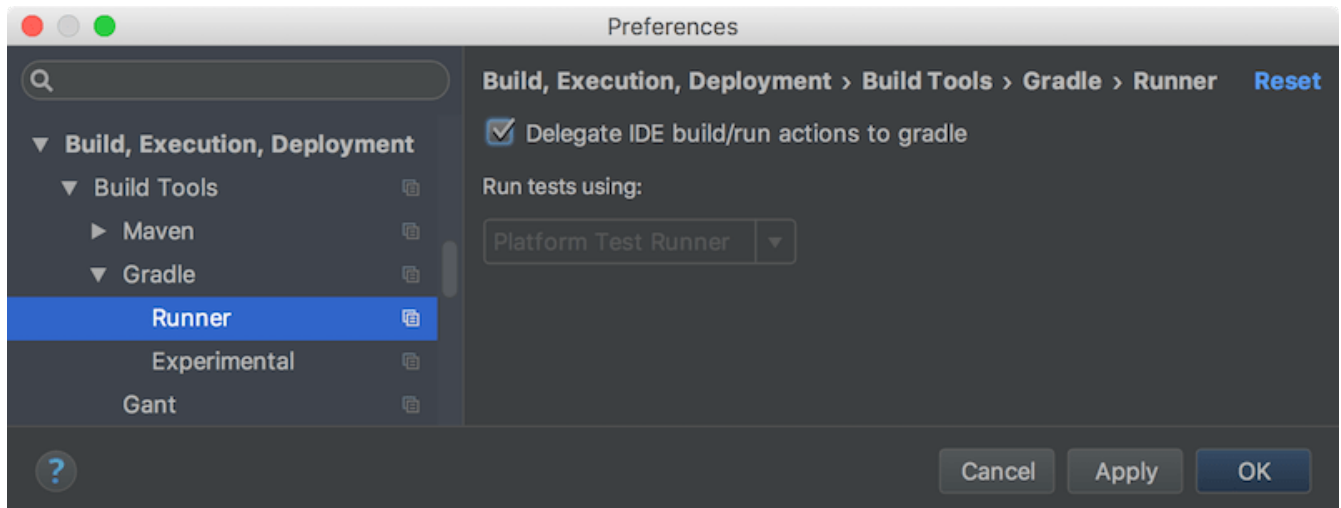 Preferences
Build, Execution, Deployment
Build Tools
Maven
Gradle
Runner
Experimental
Gant
Build, Execution, Deployment › Build Tools › Gradle › Runner Reset
Delegate IDE build/run actions to gradle
Run tests using:
Platform Test Runner
?
Cancel Apply OK